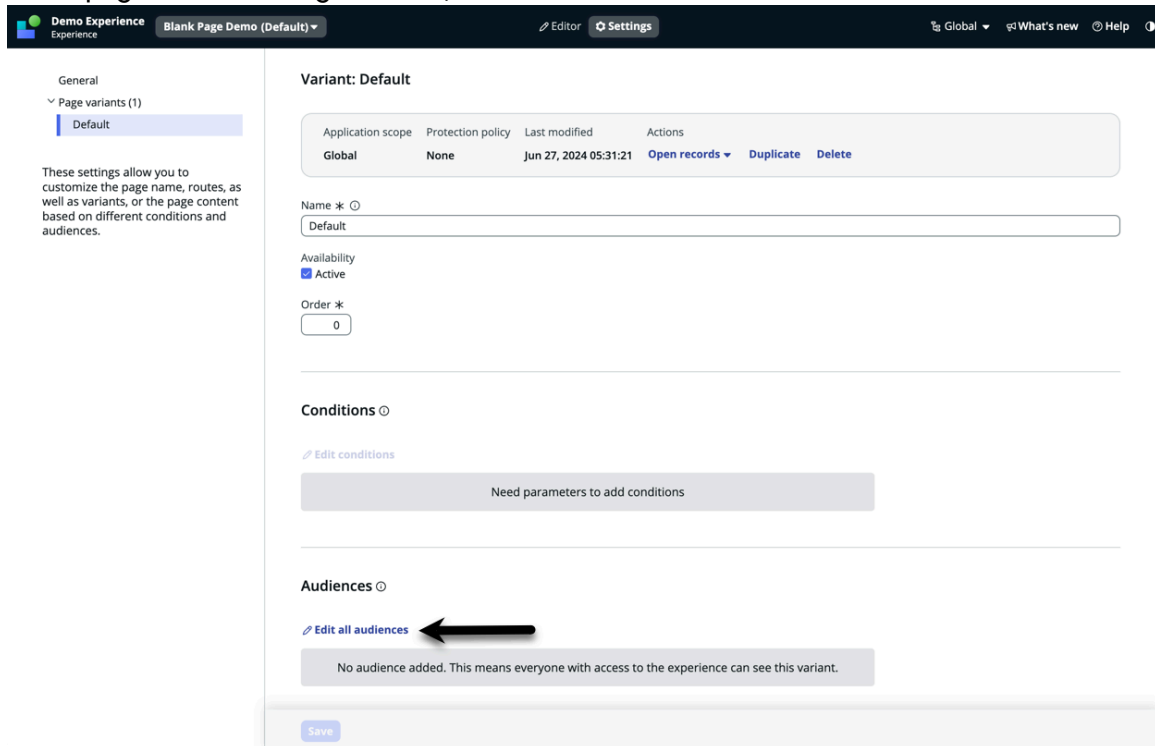 Demo Experience
Experience
Blank Page Demo (Default)
Editor
Settings
Global
What's new
Help
General
Page variants (1)
Default
These settings allow you to
customize the page name, routes, as
well as variants, or the page content
based on different conditions and
audiences.
Variant: Default
Application scope Protection policy Last modified Actions
Global None Jun 27, 2024 05:31:21 Open records Duplicate Delete
Name *
Default
Availability
Active
Order *
0
Conditions
Edit conditions
Need parameters to add conditions
Audiences
Edit all audiences
No audience added. This means everyone with access to the experience can see this variant.
Save